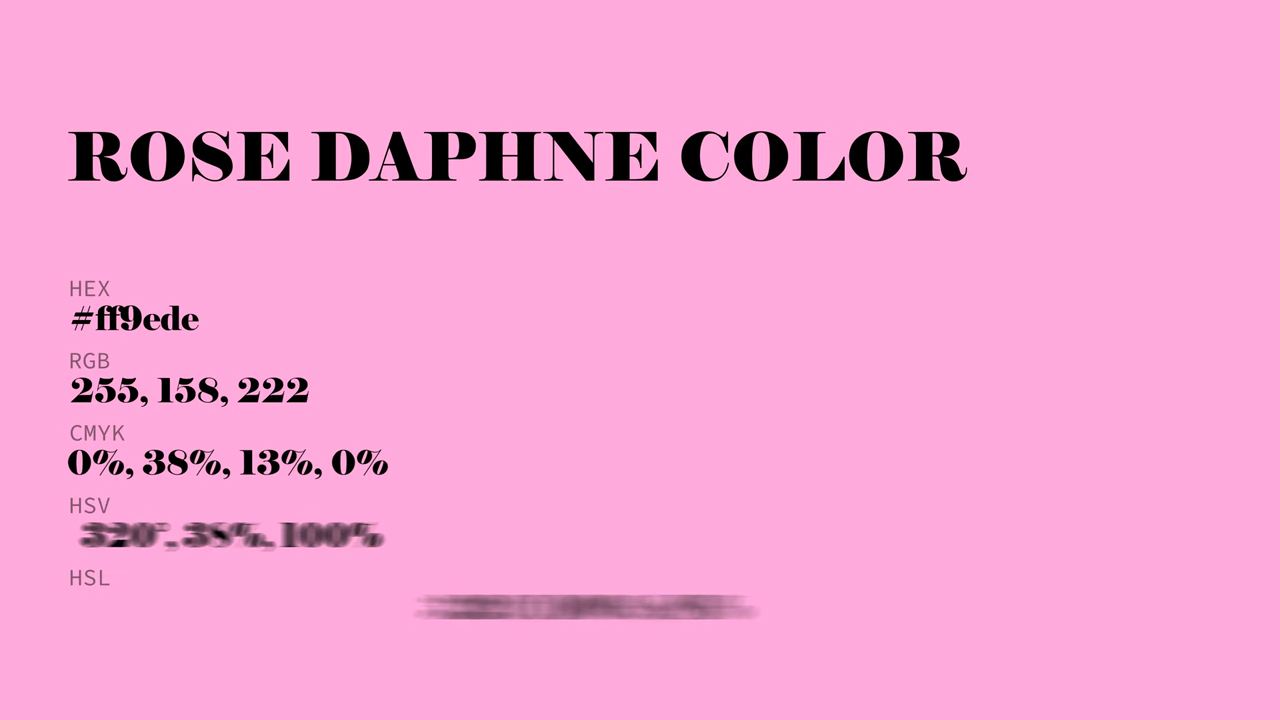 ROSE DAPHNE COLOR
HEX
#ff9ede
RGB
255, 158, 222
CMYK
0%, 38%, 13%, 0%
HSV
320°, 38%, 100%
HSL